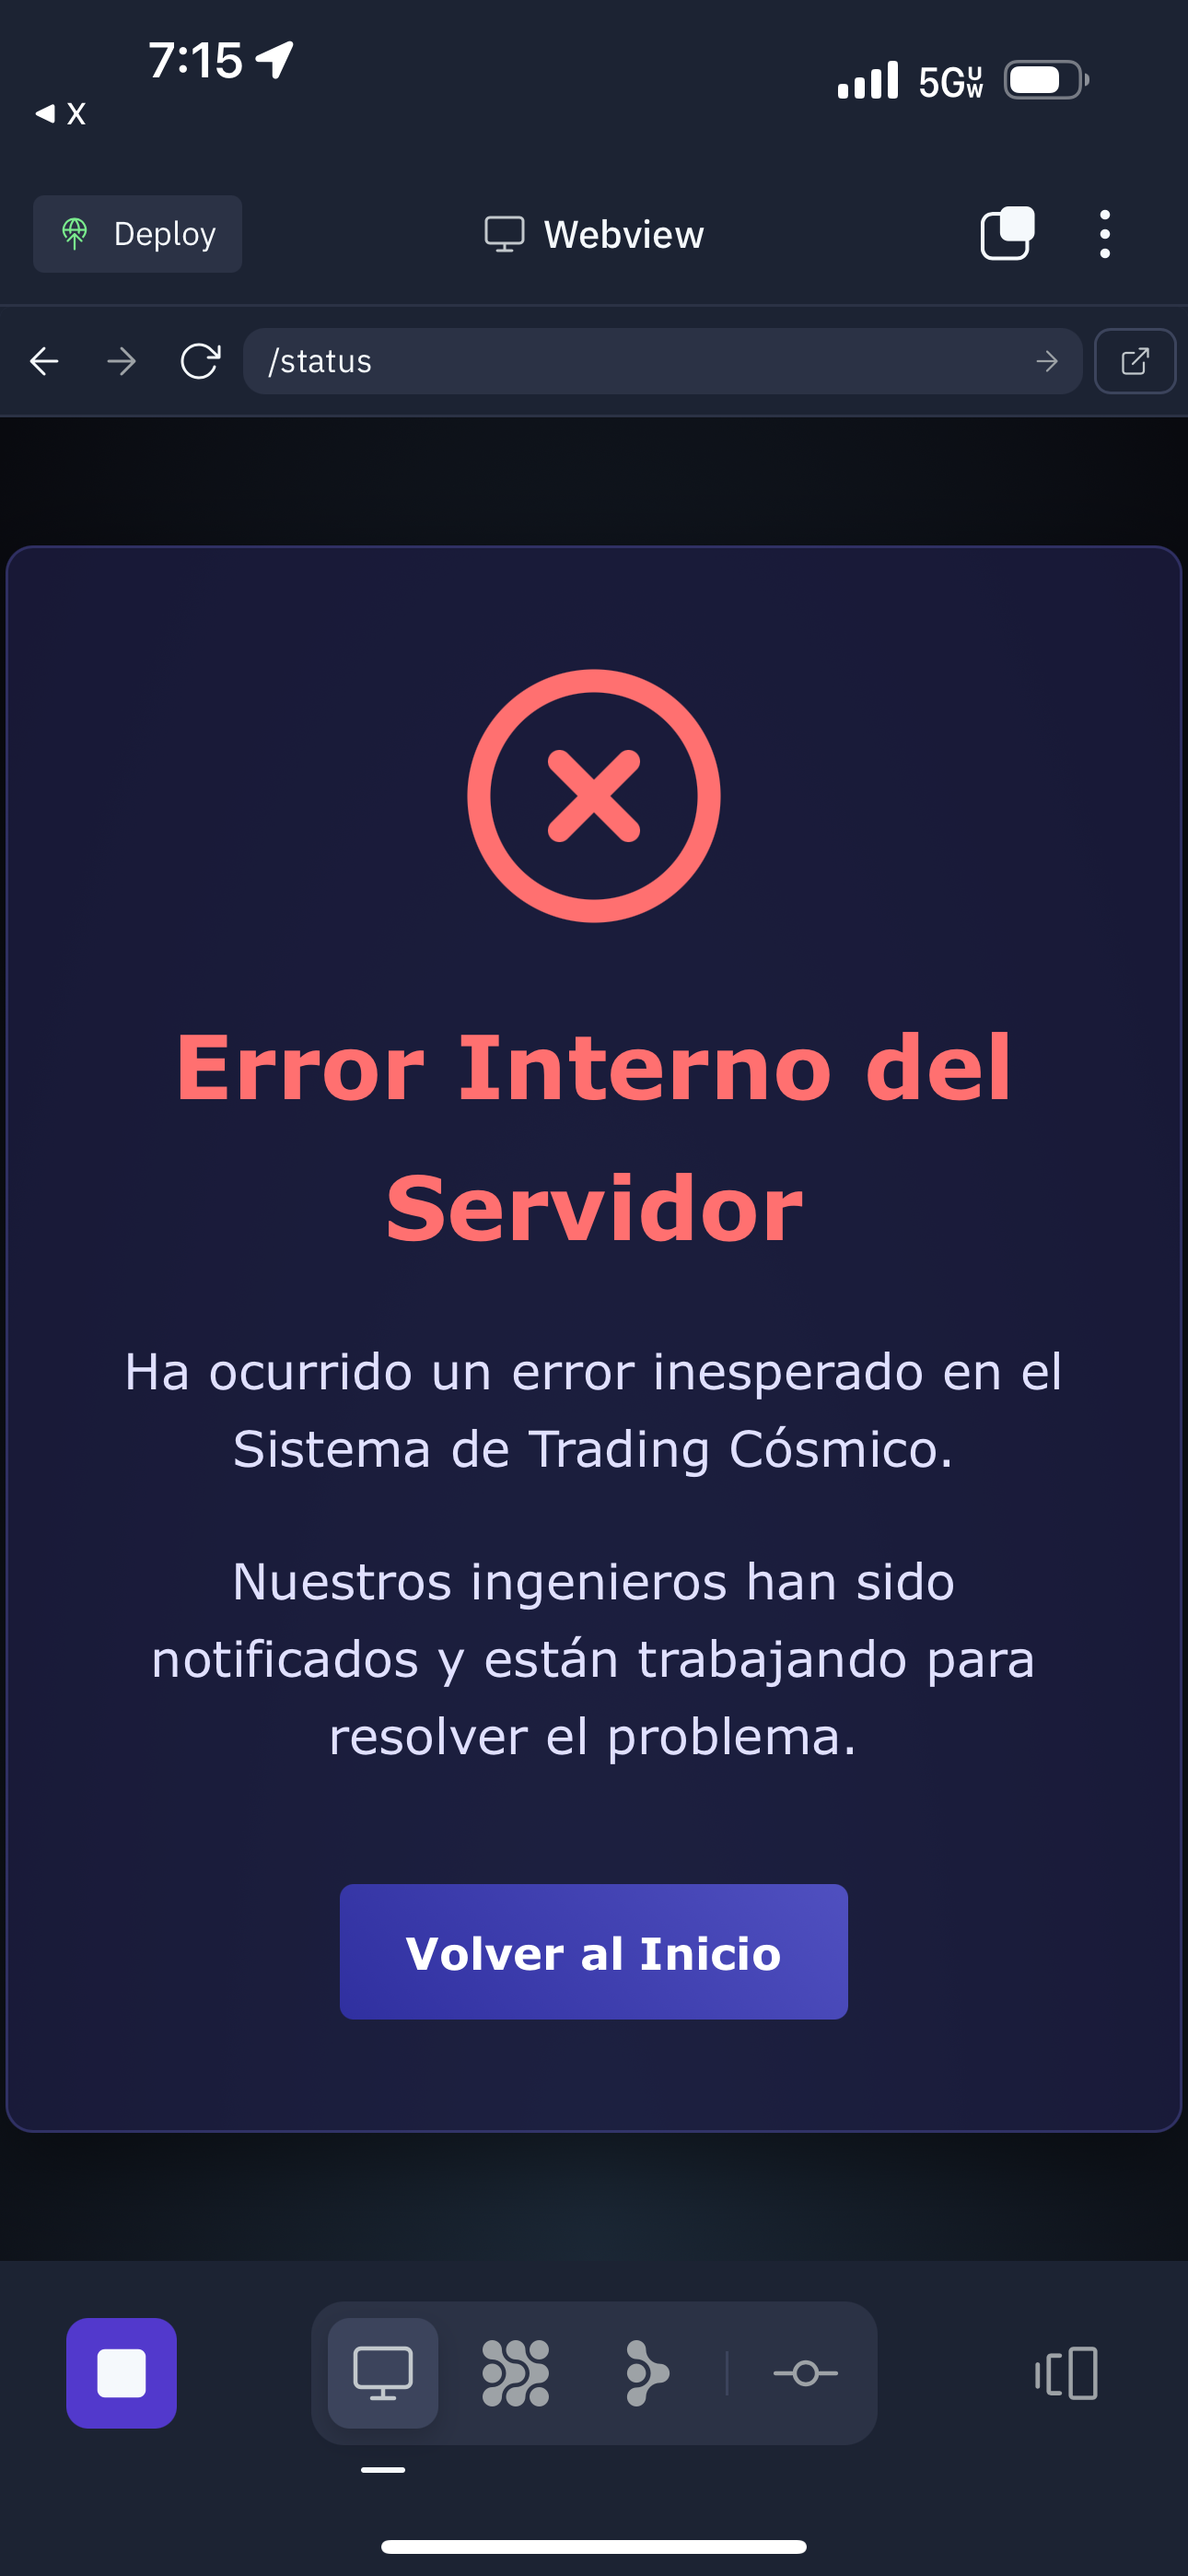 7:15
5G UW
X
Deploy
Webview
/status
Error Interno del
Servidor
Ha ocurrido un error inesperado en el
Sistema de Trading Cósmico.
Nuestros ingenieros han sido
notificados y están trabajando para
resolver el problema.
Volver al Inicio